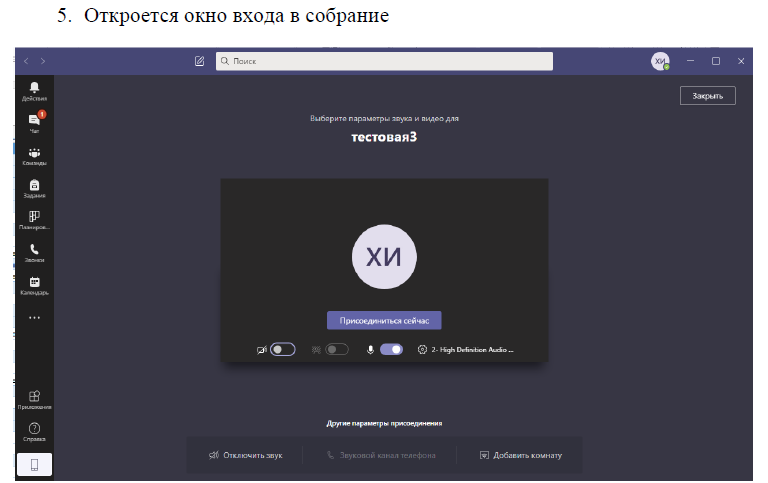 5. Откроется окно входа в собрание
Поиск
ХИ
Действия
Закрыть
Выберите параметры звука и видео для
тестовая3
1
Чат
Команды
Задания
Планиров...
Звонки
Календарь
ХИ
Присоединиться сейчас
2- High Definition Audio ...
Приложения
Справка
Другие параметры присоединения
Отключить звук
Звуковой канал телефона
Добавить комнату